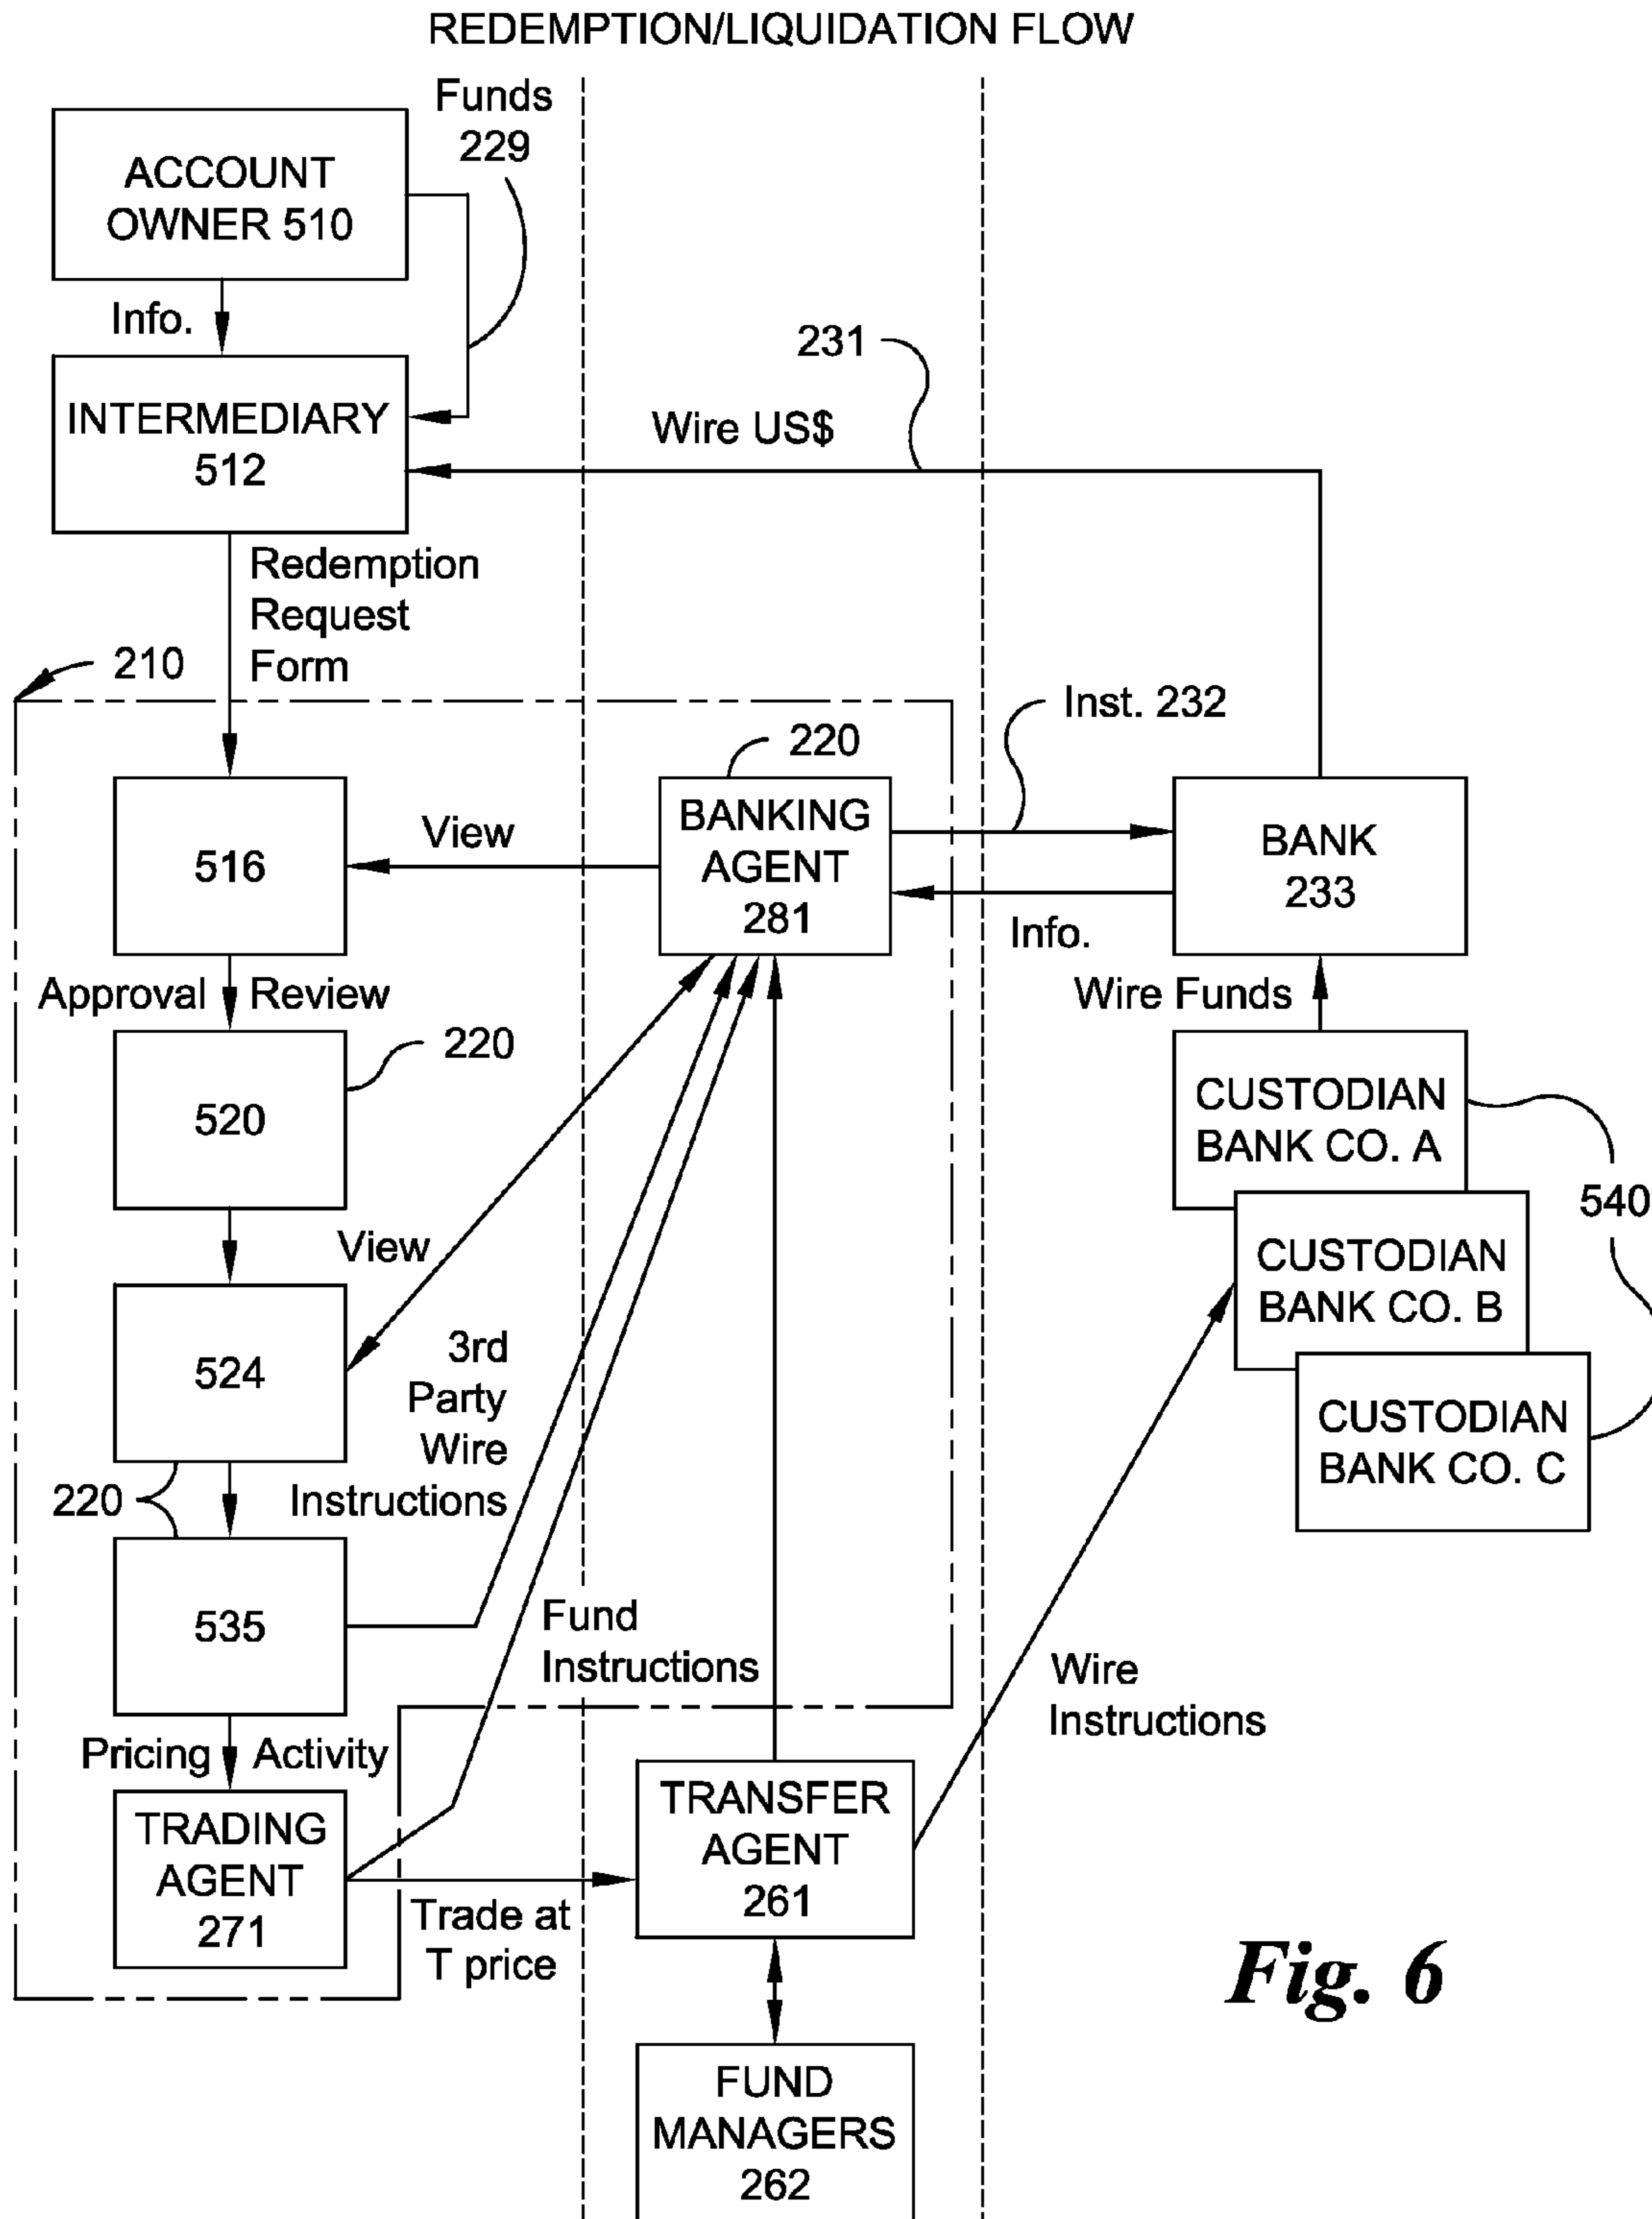 REDEMPTION/LIQUIDATION FLOW
Funds
229
ACCOUNT
OWNER 510
Info.
INTERMEDIARY
512
231
Wire US$
Redemption
Request
Form
210
Inst. 232
220
516
View
BANKING
AGENT
281
BANK
233
Info.
Approval
Review
Wire Funds
220
520
CUSTODIAN
BANK CO. A
540
View
CUSTODIAN
BANK CO. B
524
3rd
Party
Wire
Instructions
CUSTODIAN
BANK CO. C
220
535
Fund
Instructions
Wire
Instructions
Pricing
Activity
TRADING
AGENT
271
Trade at
T price
TRANSFER
AGENT
261
Fig. 6
FUND
MANAGERS
262